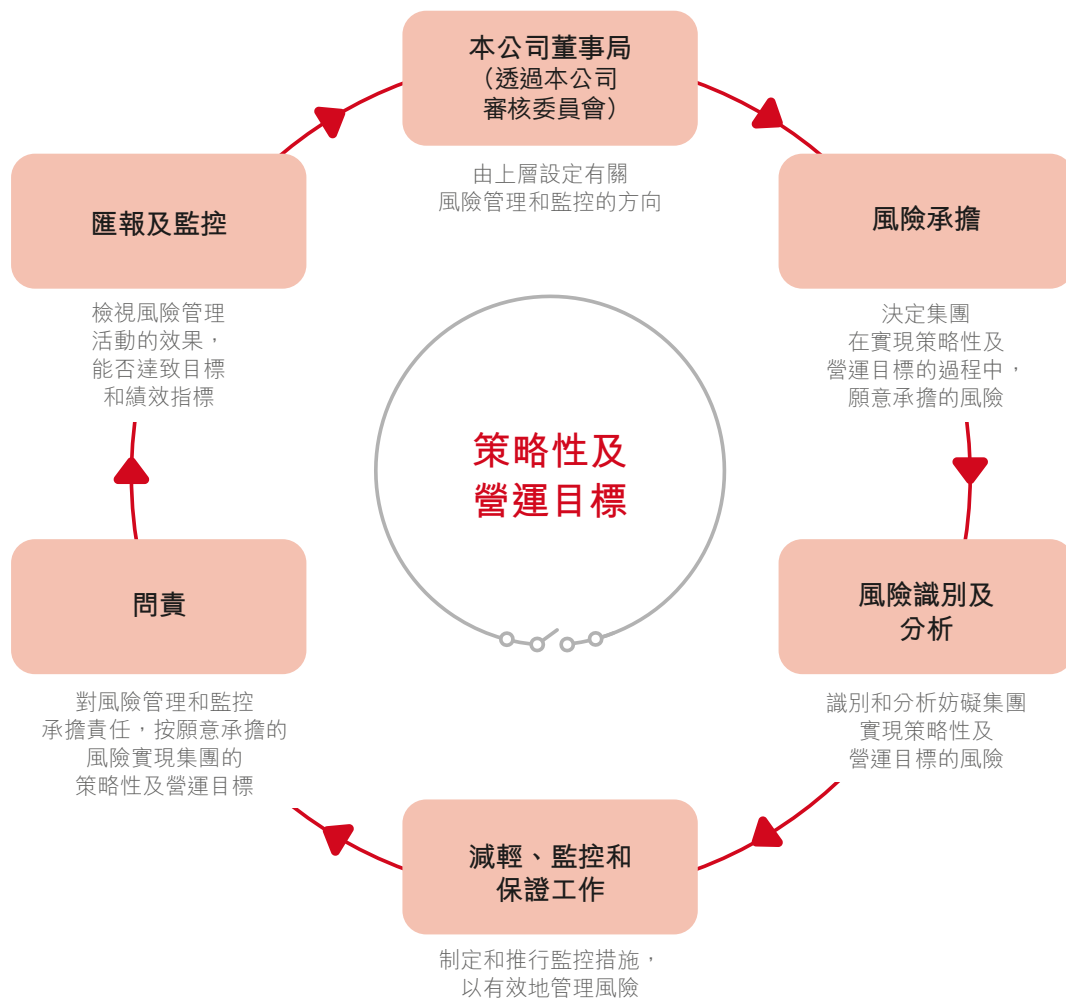 本公司董事局
（透過本公司
審核委員會）
由上層設定有關
風險管理和監控的方向
風險承擔
決定集團
在實現策略性及
營運目標的過程中，
願意承擔的風險
風險識別及
分析
識別和分析妨礙集團
實現策略性及
營運目標的風險
減輕、監控和
保證工作
制定和推行監控措施，
以有效地管理風險
問責
對風險管理和監控
承擔責任，按願意承擔的
風險實現集團的
策略性及營運目標
匯報及監控
檢視風險管理
活動的效果，
能否達致目標
和績效指標
策略性及
營運目標